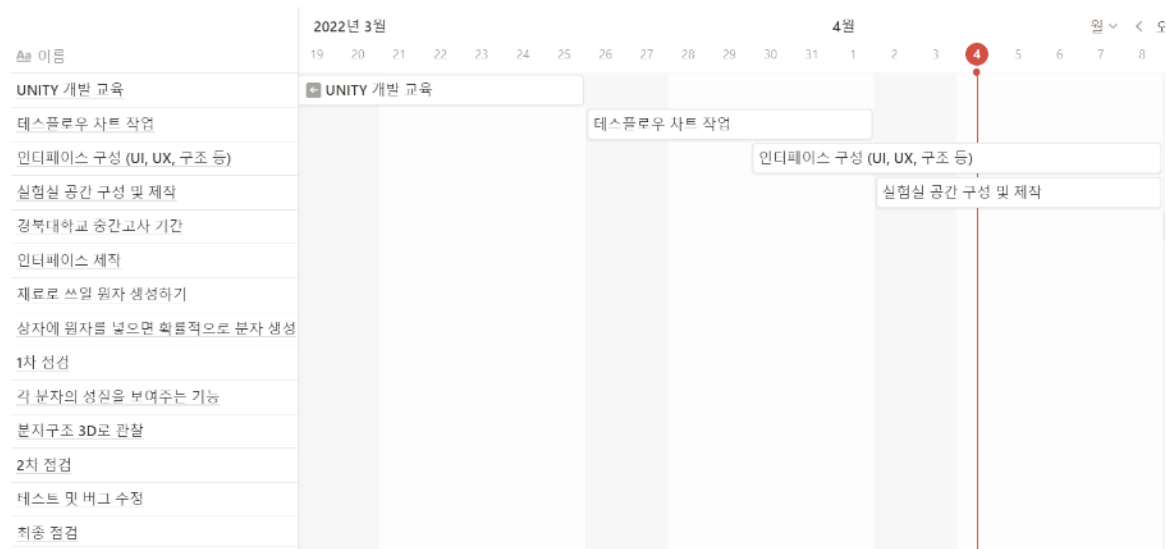 2022년 3월 4월 월
Aa 이름 19 20 21 22 23 24 25 26 27 28 29 30 31 1 2 3 4 5 6 7 8
UNITY 개발 교육 UNITY 개발 교육
테스플로우 차트 작업 테스플로우 차트 작업
인터페이스 구성 (UI, UX, 구조 등) 인터페이스 구성 (UI, UX, 구조 등)
실험실 공간 구성 및 제작 실험실 공간 구성 및 제작
경북대학교 중간고사 기간
인터페이스 제작
재료로 쓰일 원자 생성하기
상자에 원자를 넣으면 확률적으로 분자 생성
1차 점검
각 분자의 성질을 보여주는 기능
분자구조 3D로 관찰
2차 점검
테스트 및 버그 수정
최종 점검